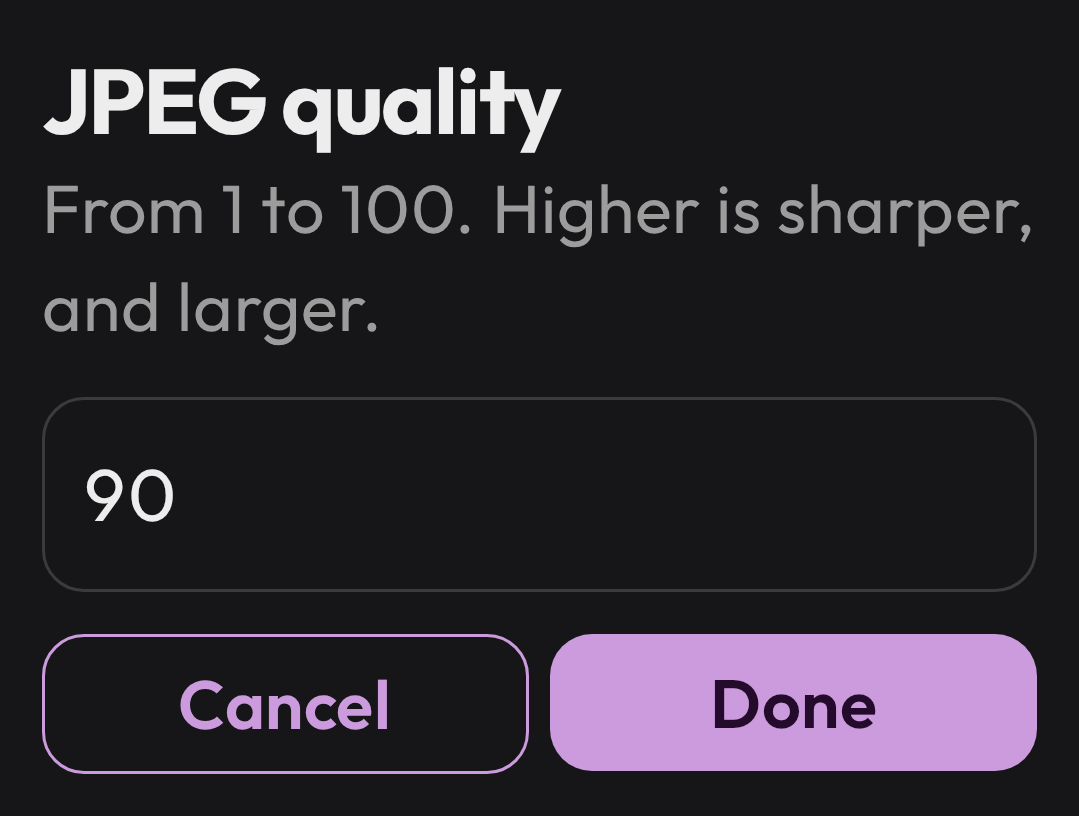 JPEG quality
From 1 to 100. Higher is sharper,
and larger.
90
Cancel
Done